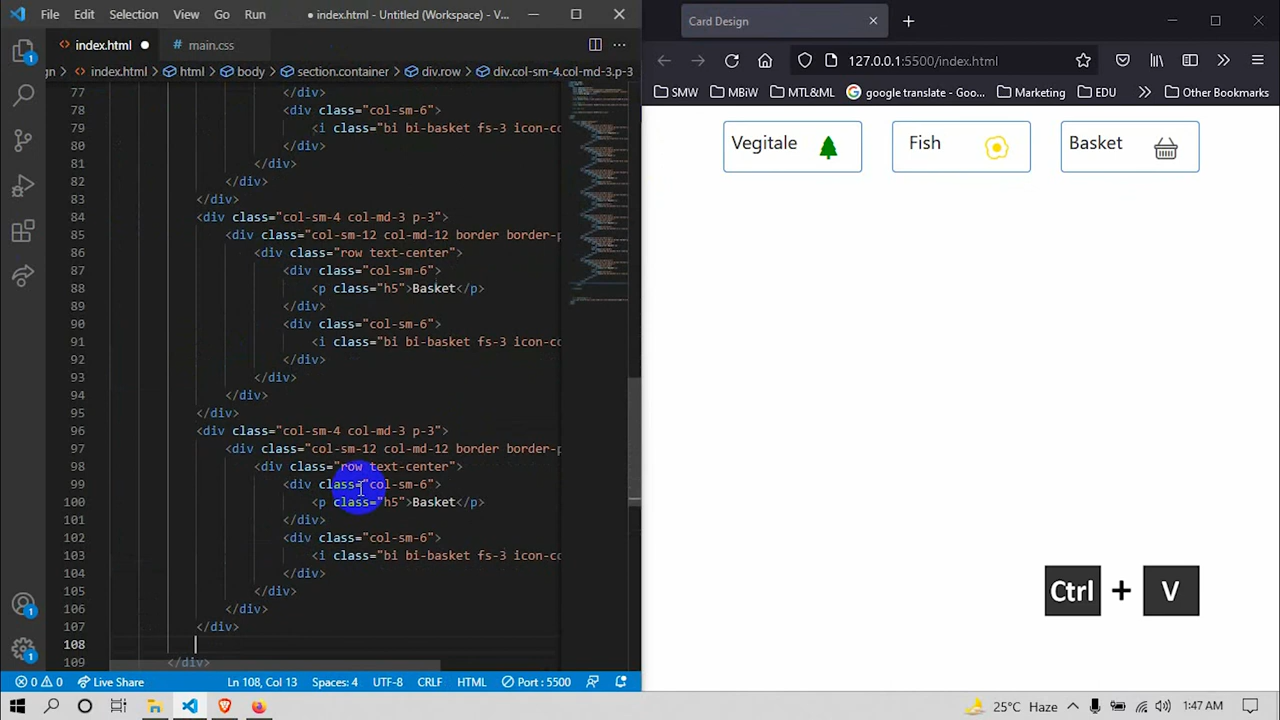 File Edit Selection View Go Run ● index.html - Untitled (Workspace) - V...
Card Design
index.html main.css
127.0.0.1:5500/index.html
gn > index.html > html > body > section.container > div.row > div.col-sm-4.col-md-3.p-3
SMW MBiW MTL&ML google translate - Goo... Mariceting EDU Other Bookmarks
77 </div>
78 <div class="col-sm-6">
79 <i class="bi bi-basket fs-3 icon-co
80 </div>
81 </div>
82 </div>
83 </div>
84 <div class="col-sm-4 col-md-3 p-3">
85 <div class="col-sm-12 col-md-12 border border-p
86 <div class="row text-center">
87 <div class="col-sm-6">
88 <p class="h5">Basket</p>
89 </div>
90 <div class="col-sm-6">
91 <i class="bi bi-basket fs-3 icon-co
92 </div>
93 </div>
94 </div>
95 </div>
96 <div class="col-sm-4 col-md-3 p-3">
97 <div class="col-sm-12 col-md-12 border border-p
98 <div class="row text-center">
99 <div class="col-sm-6">
100 <p class="h5">Basket</p>
101 </div>
102 <div class="col-sm-6">
103 <i class="bi bi-basket fs-3 icon-co
104 </div>
105 </div>
106 </div>
107 </div>
108
109 </div>
Vegitale Fish Basket
Ctrl + V
0 0 Live Share Ln 108, Col 13 Spaces: 4 UTF-8 CRLF HTML Port : 5500
25°C Haze 1:47 AM